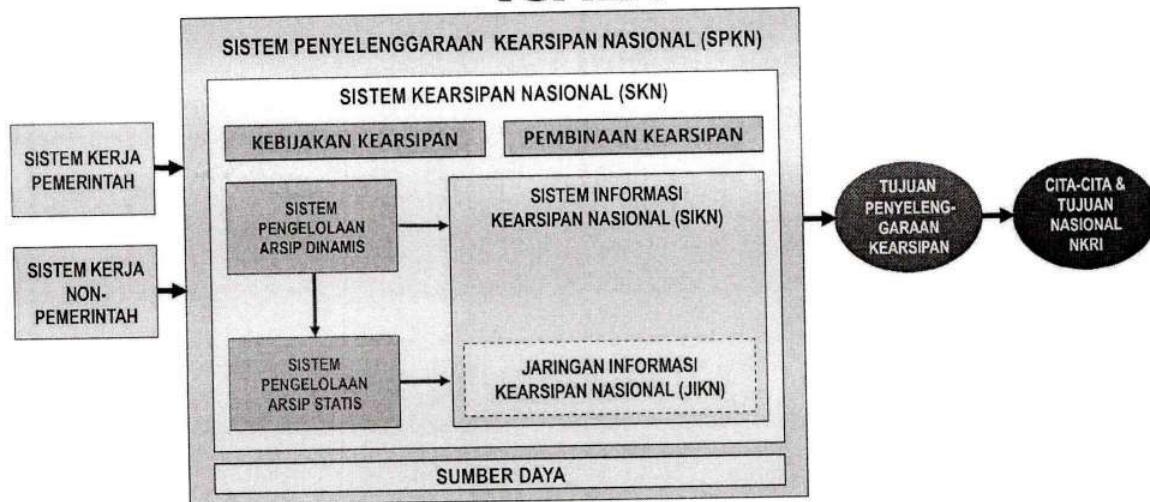 SISTEM PENYELENGGARAAN KEARSIPAN NASIONAL (SPKN)
SISTEM KEARSIPAN NASIONAL (SKN)
KEBIJAKAN KEARSIPAN
PEMBINAAN KEARSIPAN
SISTEM KERJA
PEMERINTAH
SISTEM KERJA
NON-
PEMERINTAH
SISTEM
PENGELOLAAN
ARSIP DINAMIS
SISTEM
PENGELOLAAN
ARSIP STATIS
SISTEM INFORMASI
KEARSIPAN NASIONAL (SIKN)
JARINGAN INFORMASI
KEARSIPAN NASIONAL (JIKN)
TUJUAN
PENYELENG-
GARAAN
KEARSIPAN
CITA-CITA &
TUJUAN
NASIONAL
NKRI
SUMBER DAYA